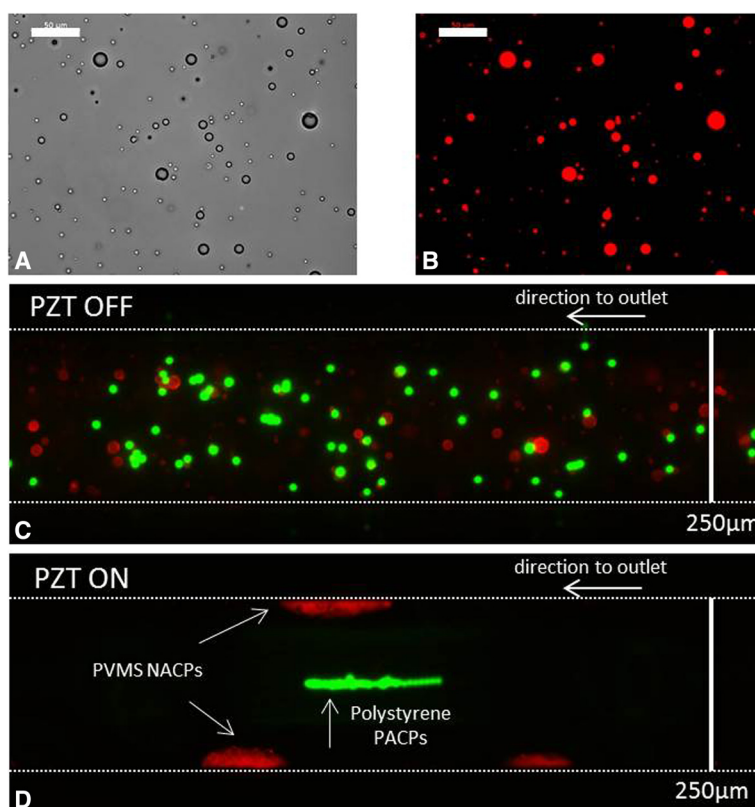 50 µm
50 µm
A
B
PZT OFF
direction to outlet
C
250µm
PZT ON
direction to outlet
PVMS NACPs
Polystyrene
PACPs
D
250µm